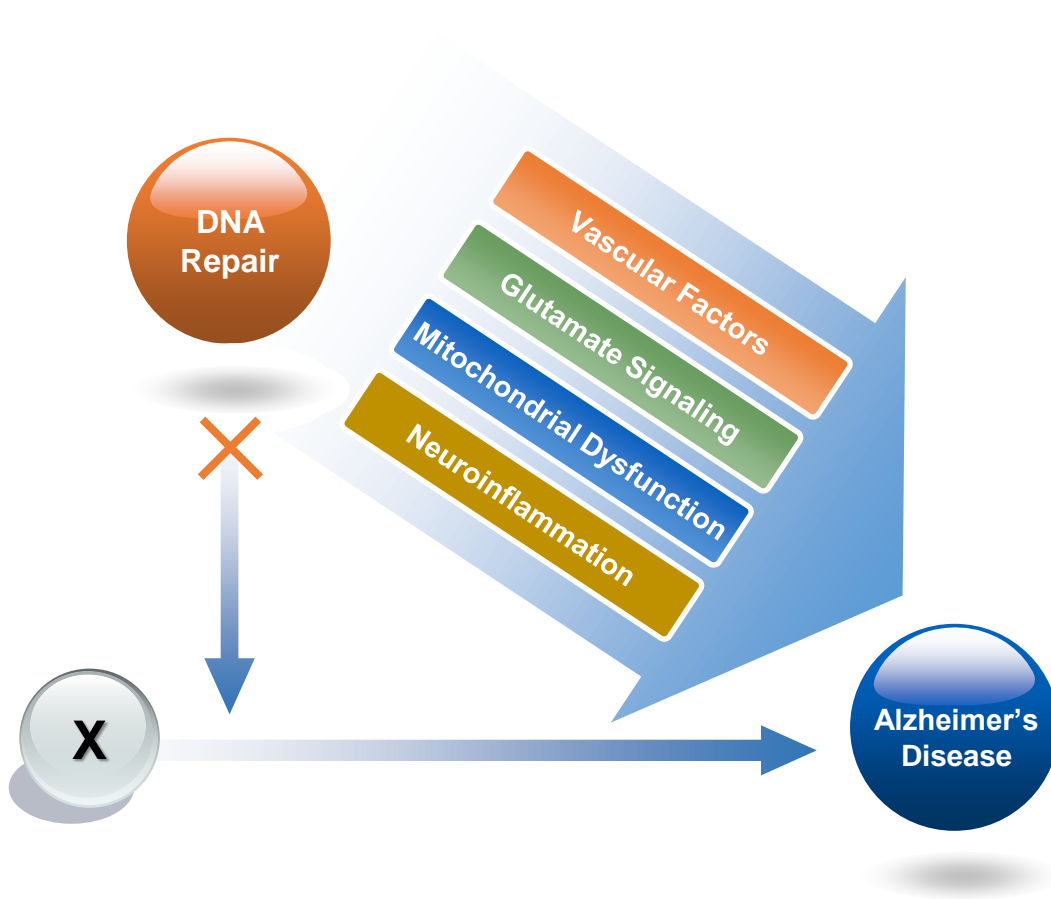 DNA
Repair
Vascular Factors
Glutamate Signaling
Mitochondrial Dysfunction
Neuroinflammation
X
Alzheimer’s
Disease